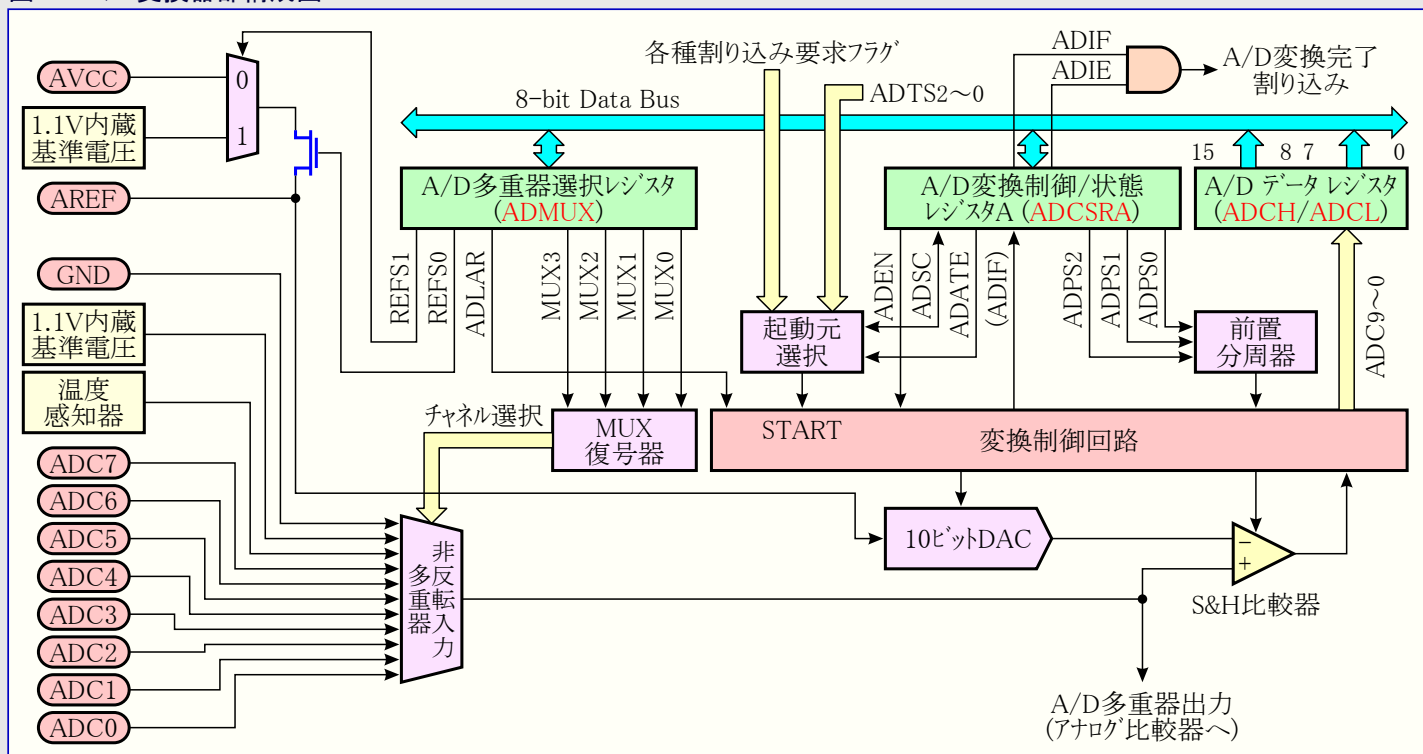 AVCC
1.1V内蔵
基準電圧
AREF
GND
1.1V内蔵
基準電圧
温度
感知器
ADC7
ADC6
ADC5
ADC4
ADC3
ADC2
ADC1
ADC0
0
1
各種割り込み要求フラグ
ADTS2～0
ADIF
ADIE
A/D変換完了
割り込み
8-bit Data Bus
15
8
7
0
A/D多重器選択レジスタ
(ADMUX)
A/D変換制御/状態
レジスタA (ADCSRA)
A/D データ レジスタ
(ADCH/ADCL)
REFS1
REFS0
ADLAR
MUX3
MUX2
MUX1
MUX0
ADEN
ADSC
ADATE
(ADIF)
ADPS2
ADPS1
ADPS0
ADC9～0
起動元
選択
前置
分周器
チャネル選択
MUX
復号器
START
変換制御回路
10ビットDAC
非反転入力
多重器
-
+
S&H比較器
A/D多重器出力
(アナログ比較器へ)